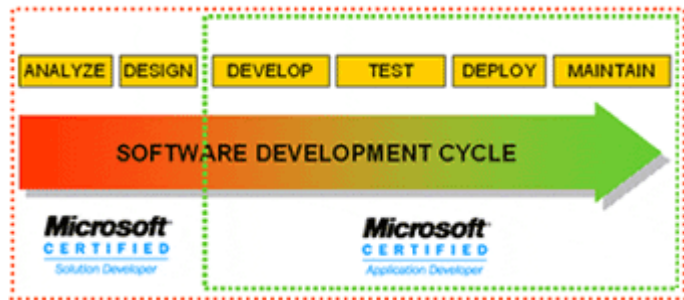 ANALYZE DESIGN DEVELOP TEST DEPLOY MAINTAIN
SOFTWARE DEVELOPMENT CYCLE
Microsoft
CERTIFIED
Solution Developer
Microsoft
CERTIFIED
Application Developer